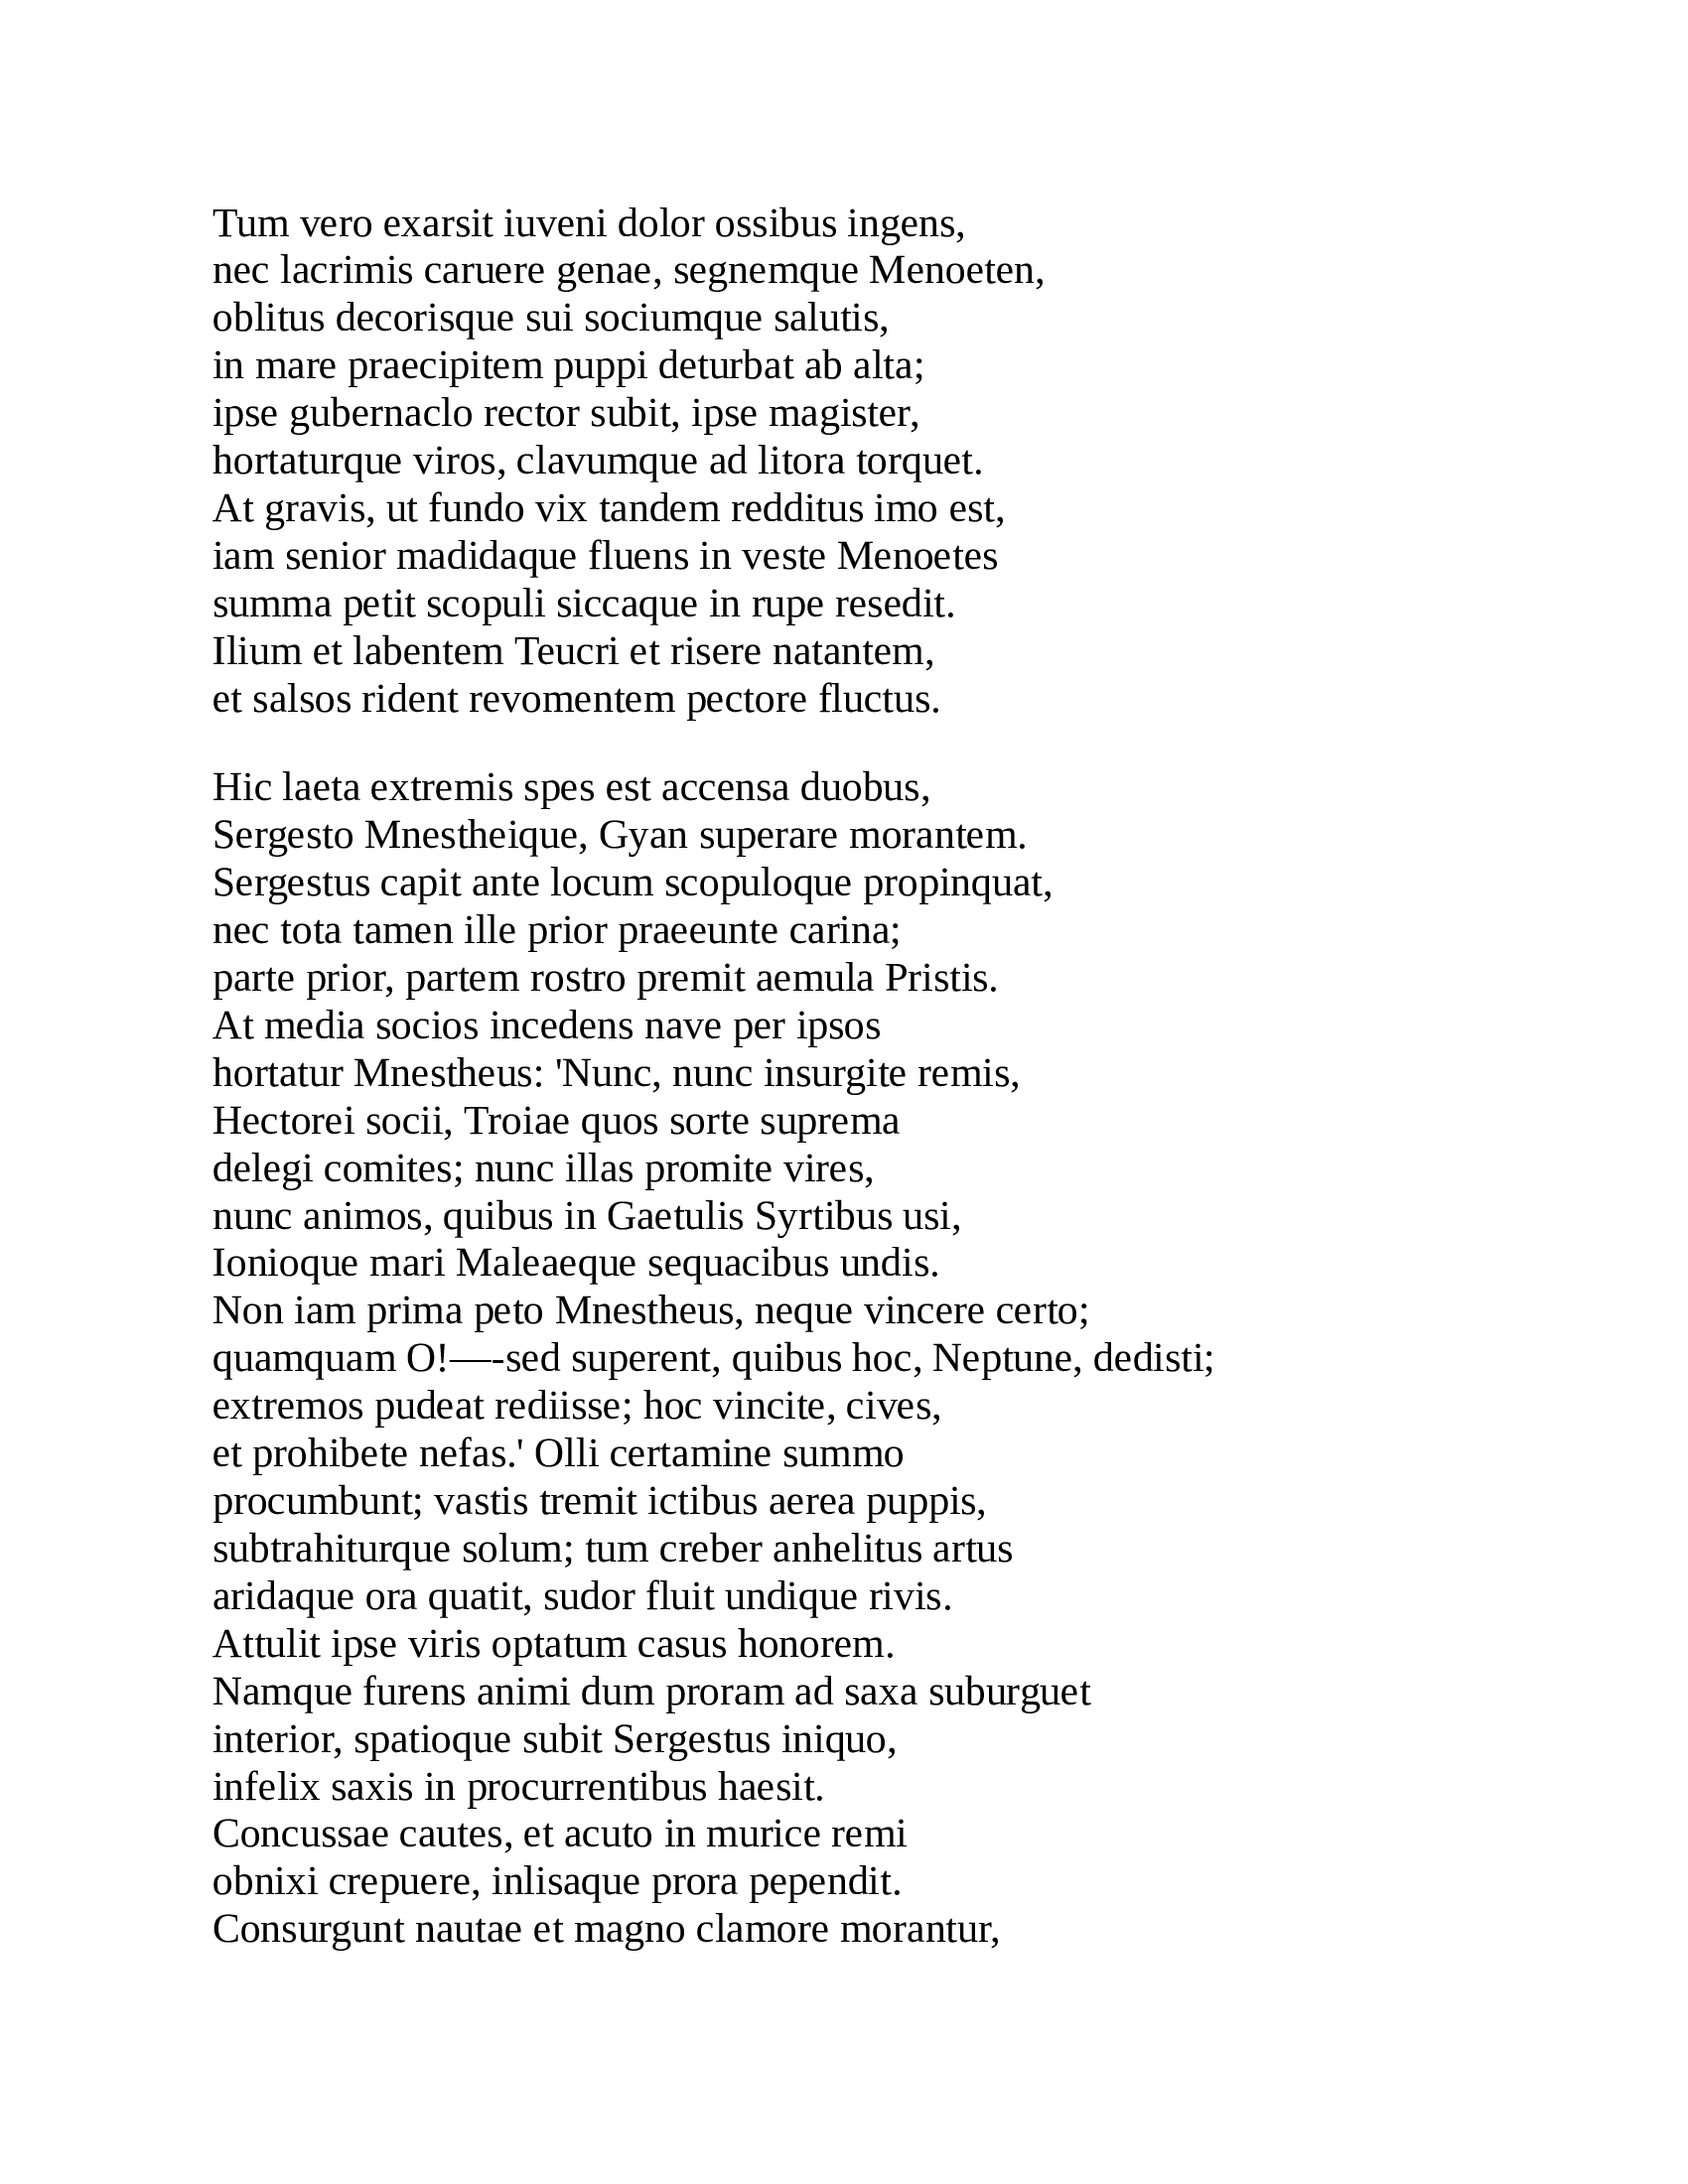 Tum vero exarsit iuveni dolor ossibus ingens,
nec lacrimis caruere genae, segnemque Menoeten,
oblitus decorisque sui sociumque salutis,
in mare praecipitem puppi deturbat ab alta;
ipse gubernaclo rector subit, ipse magister,
hortaturque viros, clavumque ad litora torquet.
At gravis, ut fundo vix tandem redditus imo est,
iam senior madidaque fluens in veste Menoetes
summa petit scopuli siccaque in rupe resedit.
Ilium et labentem Teucri et risere natantem,
et salsos rident revomentem pectore fluctus.

Hic laeta extremis spes est accensa duobus,
Sergesto Mnestheique, Gyan superare morantem.
Sergestus capit ante locum scopuloque propinquat,
nec tota tamen ille prior praeeunte carina;
parte prior, partem rostro premit aemula Pristis.
At media socios incedens nave per ipsos
hortatur Mnestheus: 'Nunc, nunc insurgite remis,
Hectorei socii, Troiae quos sorte suprema
delegi comites; nunc illas promite vires,
nunc animos, quibus in Gaetulis Syrtibus usi,
Ionioque mari Maleaeque sequacibus undis.
Non iam prima peto Mnestheus, neque vincere certo;
quamquam O!—-sed superent, quibus hoc, Neptune, dedisti;
extremos pudeat rediisse; hoc vincite, cives,
et prohibete nefas.' Olli certamine summo
procumbunt; vastis tremit ictibus aerea puppis,
subtrahiturque solum; tum creber anhelitus artus
aridaque ora quatit, sudor fluit undique rivis.
Attulit ipse viris optatum casus honorem.
Namque furens animi dum proram ad saxa suburguet
interior, spatioque subit Sergestus iniquo,
infelix saxis in procurrentibus haesit.
Concussae cautes, et acuto in murice remi
obnixi crepuere, inlisaque prora pependit.
Consurgunt nautae et magno clamore morantur,